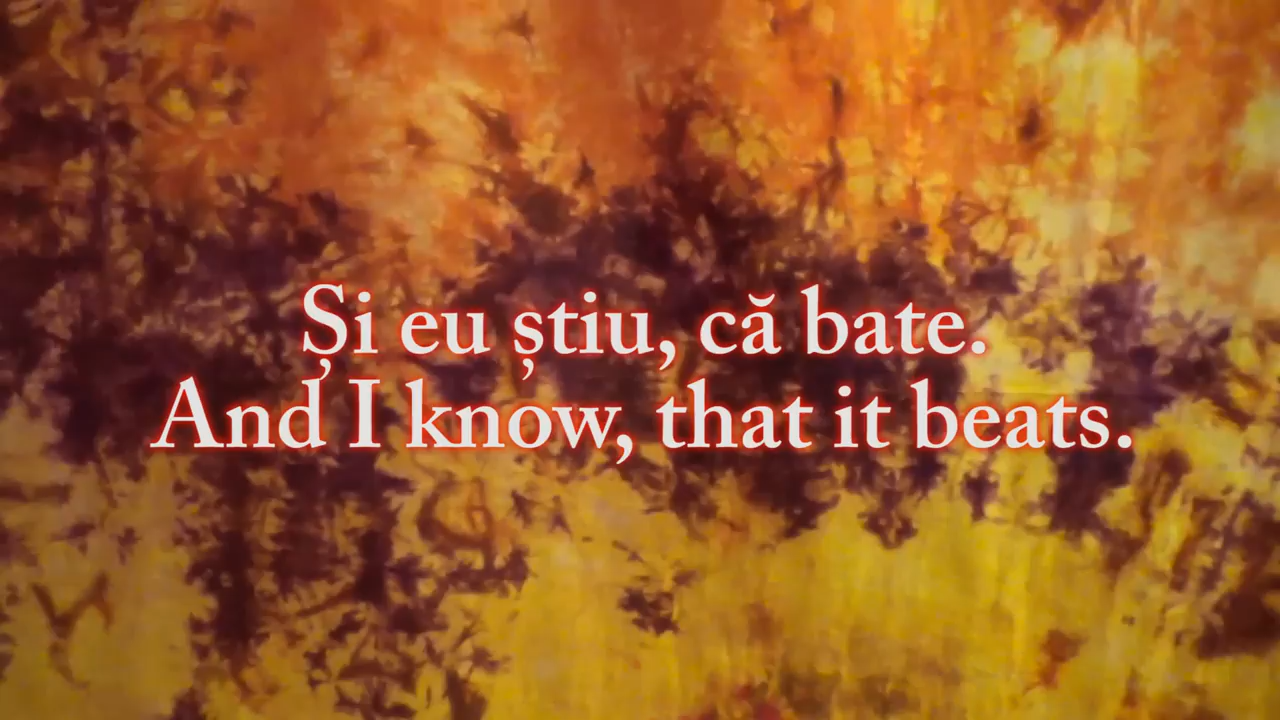 Și eu știu, că bate.
And I know, that it beats.